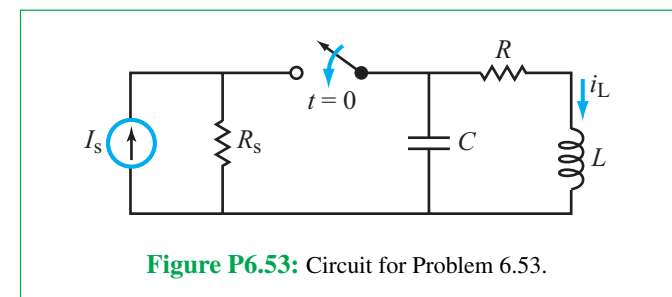 R
i_L
t = 0
I_s
R_s
C
L
Figure P6.53: Circuit for Problem 6.53.